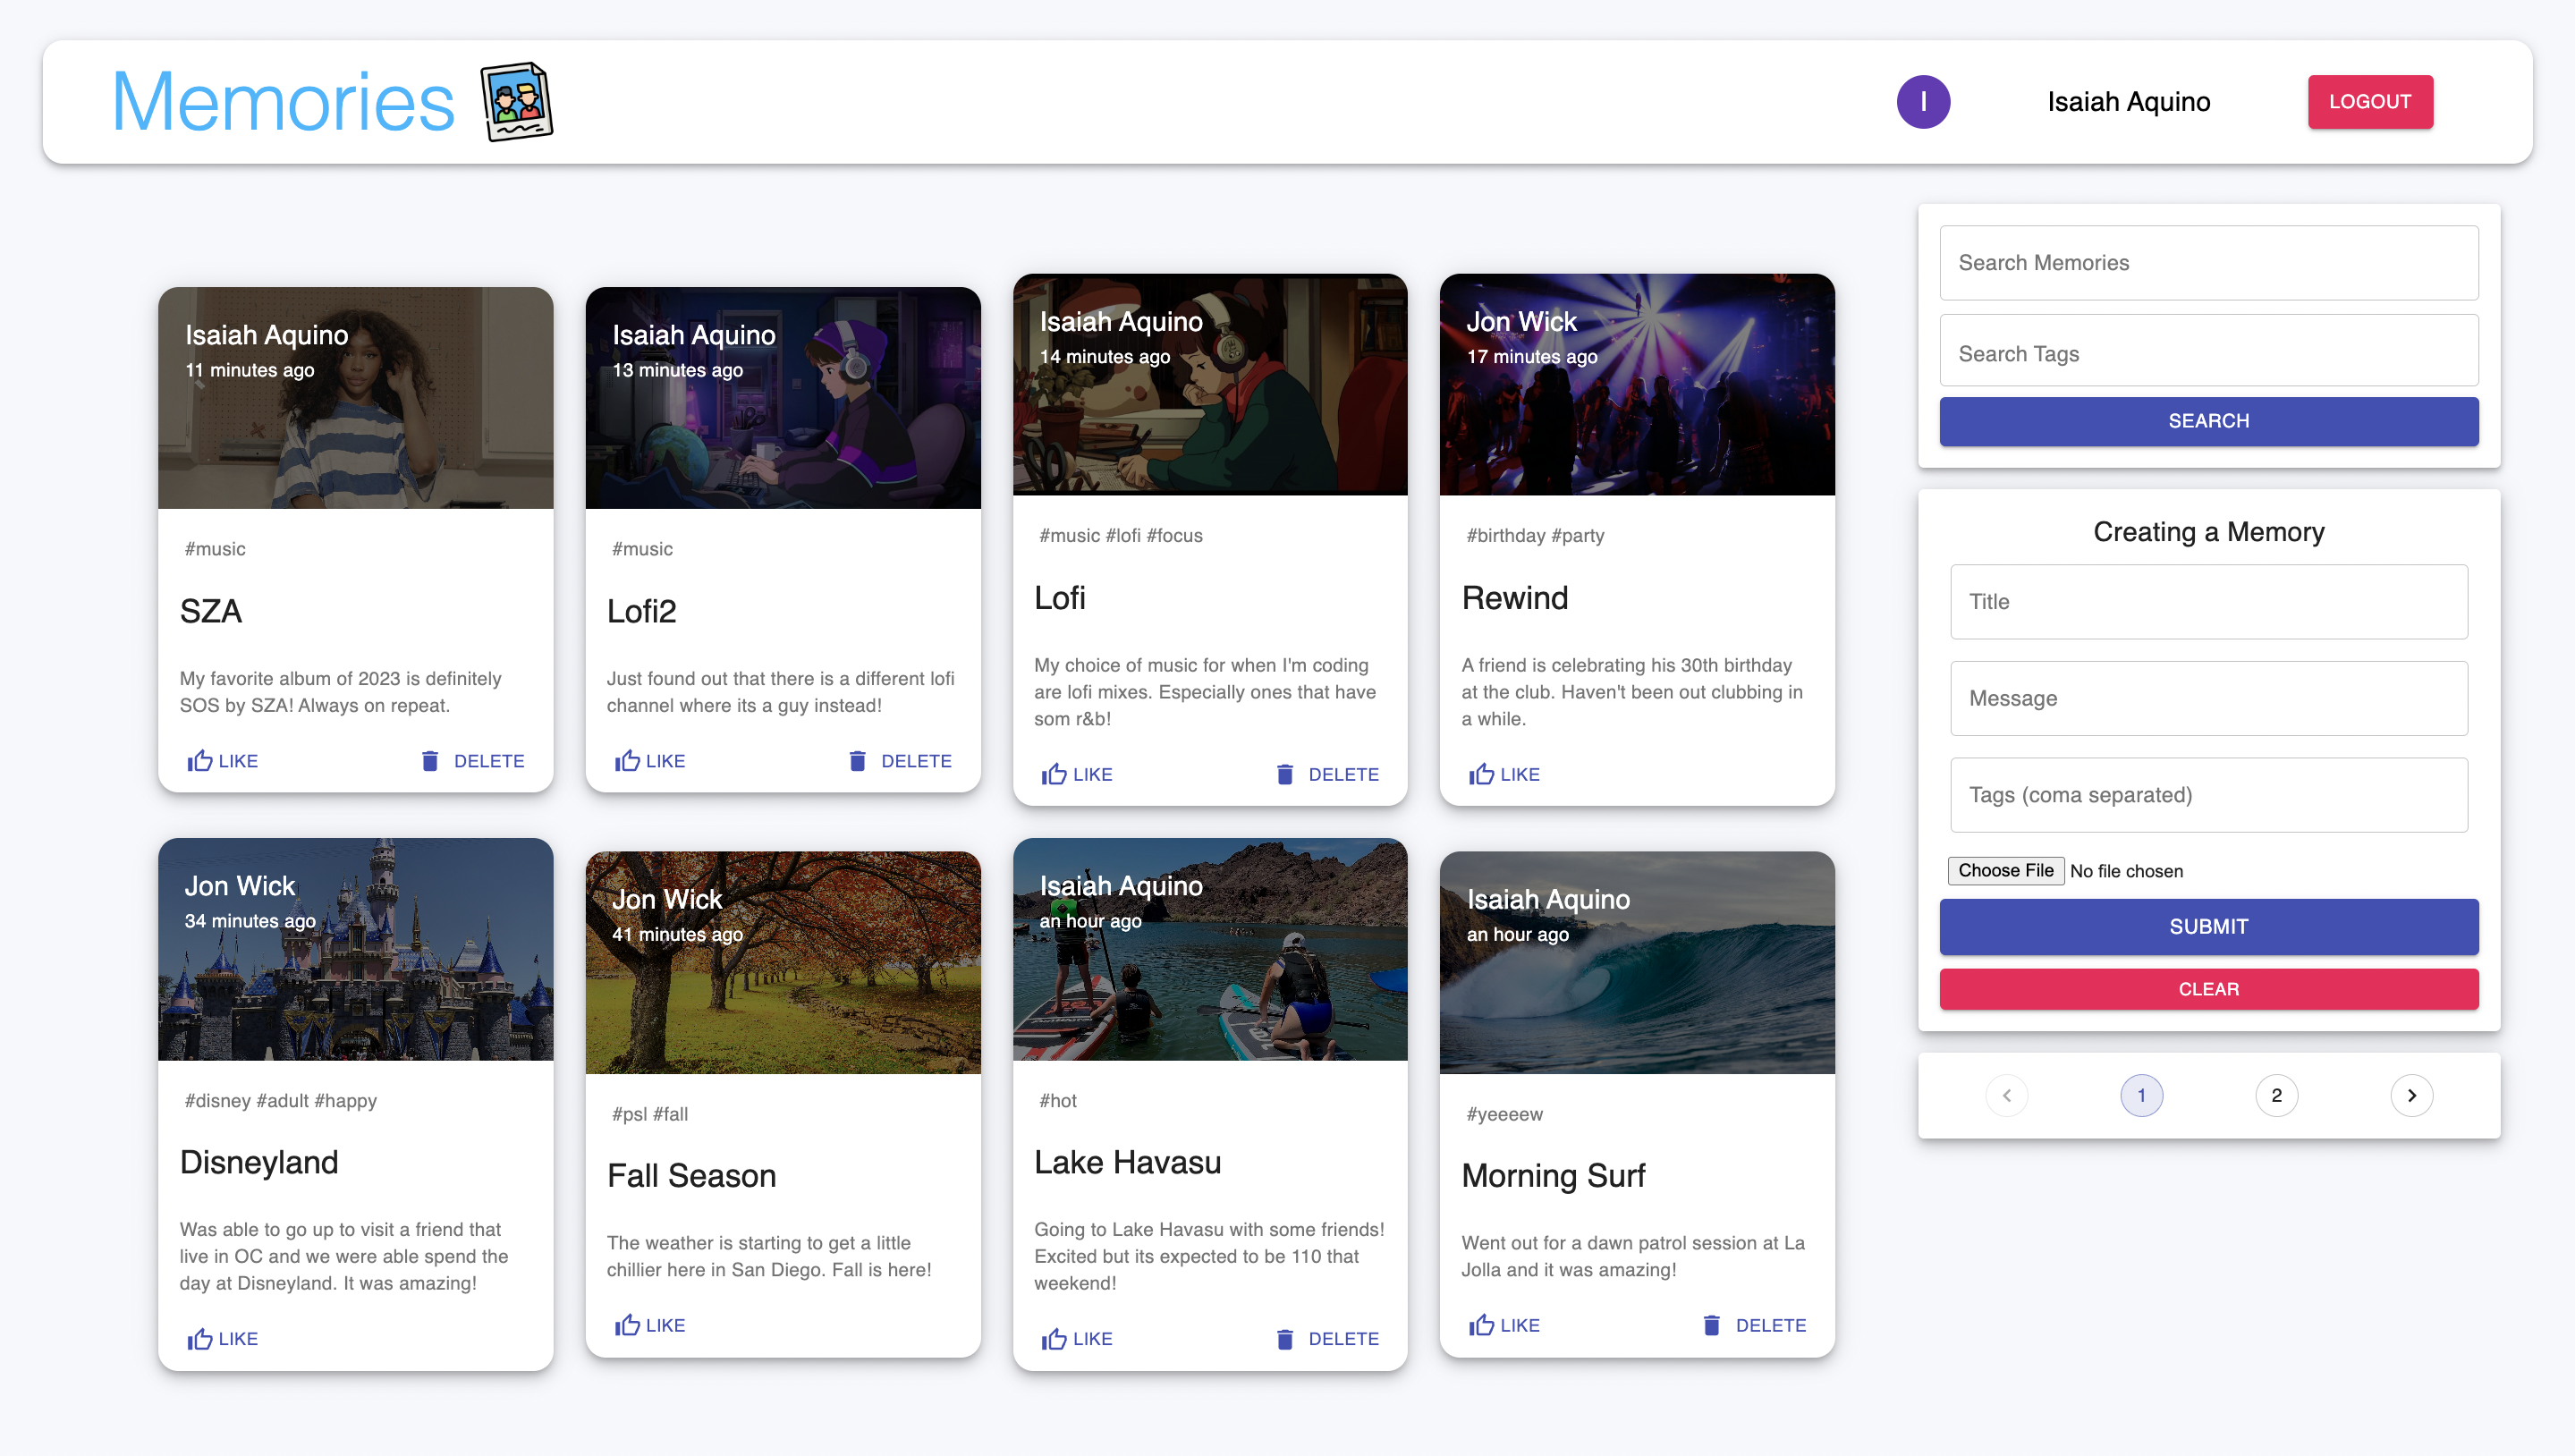 Memories
I
Isaiah Aquino
LOGOUT
Isaiah Aquino
11 minutes ago
#music
SZA
My favorite album of 2023 is definitely
SOS by SZA! Always on repeat.
LIKE
DELETE
Isaiah Aquino
13 minutes ago
#music
Lofi2
Just found out that there is a different lofi
channel where its a guy instead!
LIKE
DELETE
Isaiah Aquino
14 minutes ago
#music #lofi #focus
Lofi
My choice of music for when I'm coding
are lofi mixes. Especially ones that have
som r&b!
LIKE
DELETE
Jon Wick
17 minutes ago
#birthday #party
Rewind
A friend is celebrating his 30th birthday
at the club. Haven't been out clubbing in
a while.
LIKE
Jon Wick
34 minutes ago
#disney #adult #happy
Disneyland
Was able to go up to visit a friend that
live in OC and we were able spend the
day at Disneyland. It was amazing!
LIKE
Jon Wick
41 minutes ago
#psl #fall
Fall Season
The weather is starting to get a little
chillier here in San Diego. Fall is here!
LIKE
Isaiah Aquino
an hour ago
#hot
Lake Havasu
Going to Lake Havasu with some friends!
Excited but its expected to be 110 that
weekend!
LIKE
DELETE
Isaiah Aquino
an hour ago
#yeeeew
Morning Surf
Went out for a dawn patrol session at La
Jolla and it was amazing!
LIKE
DELETE
Search Memories
Search Tags
SEARCH
Creating a Memory
Title
Message
Tags (coma separated)
Choose File No file chosen
SUBMIT
CLEAR
1 2